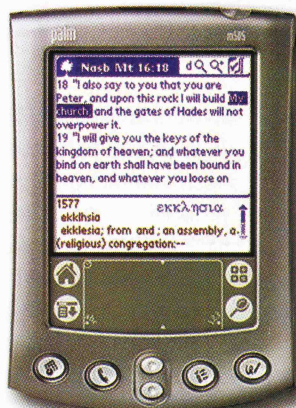 palm m505
Nasb Mt 16:18 d
18 "I also say to you that you are
Peter, and upon this rock I will build My
church; and the gates of Hades will not
overpower it.
19 "I will give you the keys of the
kingdom of heaven; and whatever you
bind on earth shall have been bound in
heaven, and whatever you loose on
1577 εκκλησια
ekklhsia
ekklesia; from and ; an assembly, a.
(religious) congregation:--